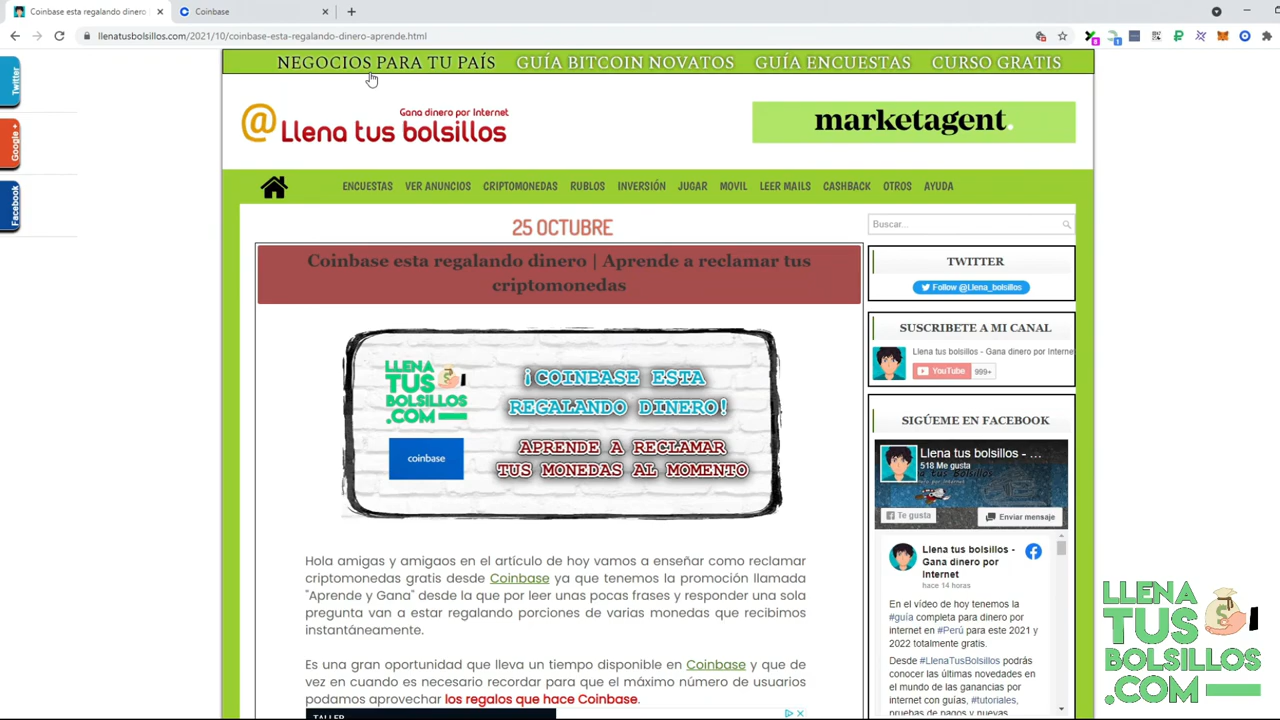 Coinbase esta regalando dinero
Coinbase
llenatusbolsillos.com/2021/10/coinbase-esta-regalando-dinero-aprende.html
Twitter
Google +
Facebook
NEGOCIOS PARA TU PAÍS GUÍA BITCOIN NOVATOS GUÍA ENCUESTAS CURSO GRATIS
Gana dinero por Internet
@Llena tus bolsillos
marketagent.
ENCUESTAS VER ANUNCIOS CRIPTOMONEDAS RUBLOS INVERSIÓN JUGAR MOVIL LEER MAILS CASHBACK OTROS AYUDA
25 OCTUBRE
Coinbase esta regalando dinero | Aprende a reclamar tus
criptomonedas
LLENA
TUS
BOLSILLOS
.COM
coinbase
¡COINBASE ESTA
REGALANDO DINERO!
APRENDE A RECLAMAR
TUS MONEDAS AL MOMENTO
Hola amigas y amigaos en el artículo de hoy vamos a enseñar como reclamar
criptomonedas gratis desde Coinbase ya que tenemos la promoción llamada
"Aprende y Gana" desde la que por leer unas pocas frases y responder una sola
pregunta van a estar regalando porciones de varias monedas que recibimos
instantáneamente.
Es una gran oportunidad que lleva un tiempo disponible en Coinbase y que de
vez en cuando es necesario recordar para que el máximo número de usuarios
podamos aprovechar los regalos que hace Coinbase.
TALLER
Buscar...
TWITTER
Follow @Llena_bolsillos
SUSCRIBETE A MI CANAL
Llena tus bolsillos - Gana dinero por Interne
YouTube 999+
SIGÚEME EN FACEBOOK
Llena tus bolsillos - ...
518 Me gusta
Te gusta
Enviar mensaje
Llena tus bolsillos -
Gana dinero por
Internet
hace 14 horas
En el vídeo de hoy tenemos la
#guía completa para dinero por
internet en #Perú para este 2021 y
2022 totalmente gratis.
Desde #LlenaTusBolsillos podrás
conocer las últimas novedades en
el mundo de las ganancias por
internet con guías, #tutoriales,
pruebas de pagos y nuevas
LLENA
TUS
BOLSILLOS
.COM